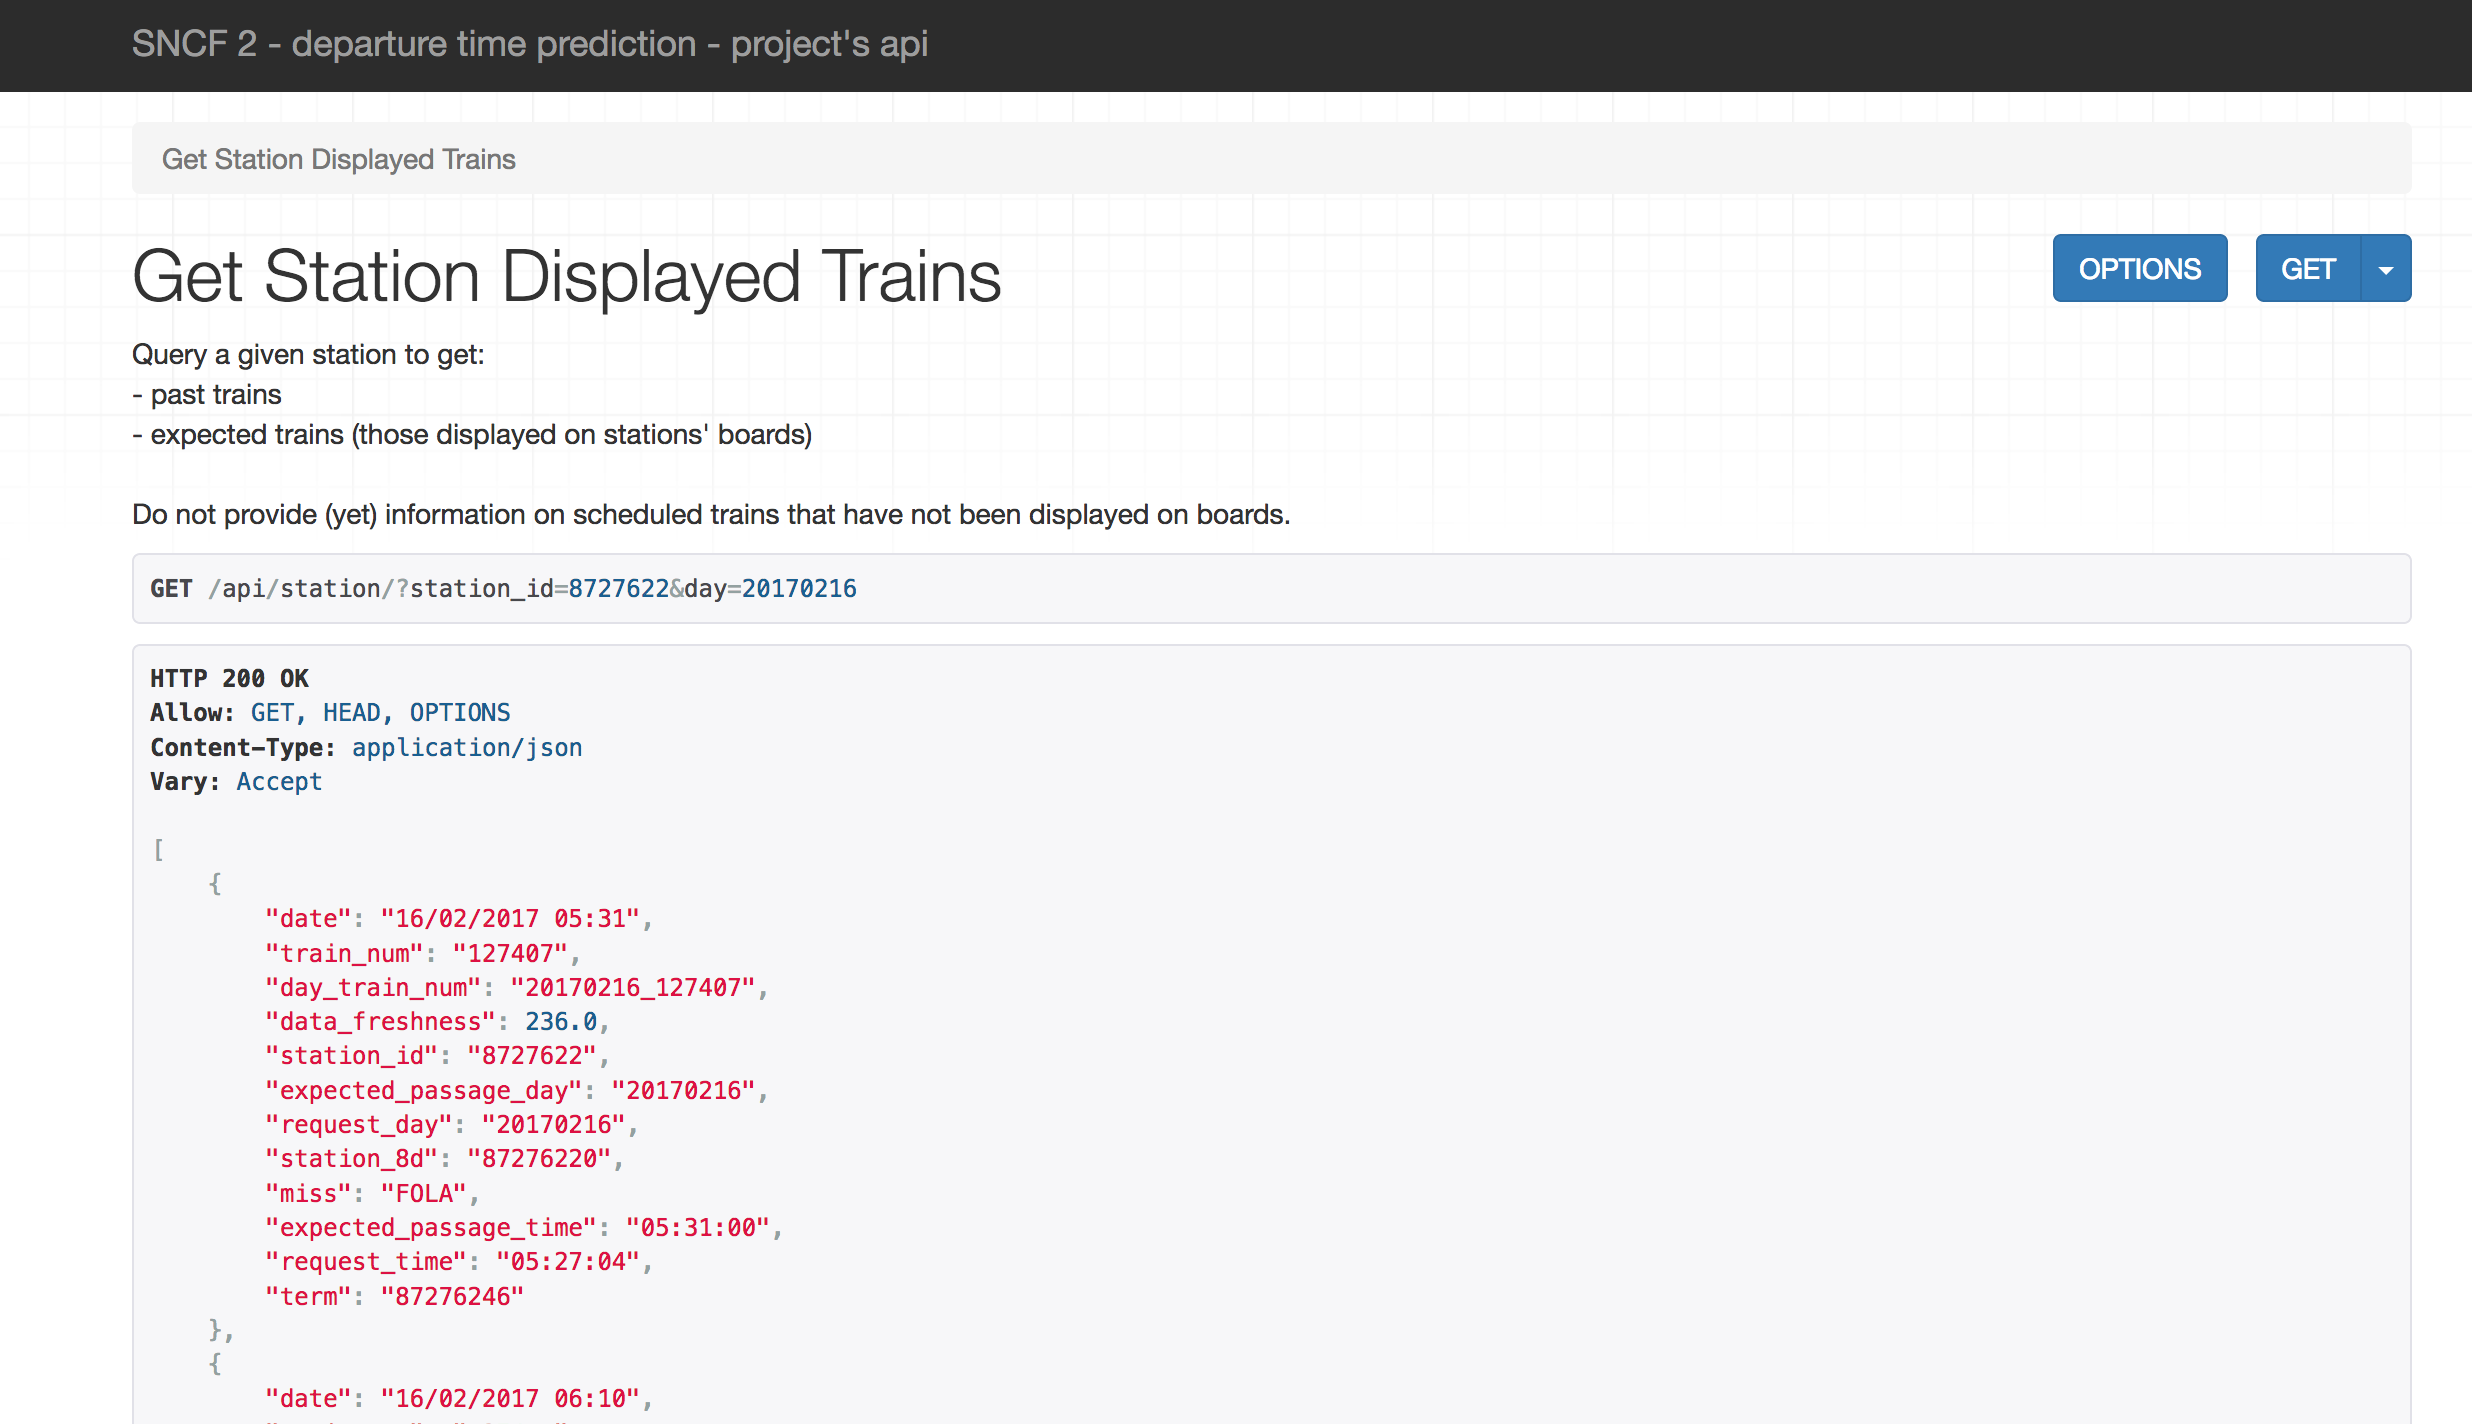 SNCF 2 - departure time prediction - project's api
Get Station Displayed Trains
Get Station Displayed Trains
OPTIONS
GET
Query a given station to get:
- past trains
- expected trains (those displayed on stations' boards)
Do not provide (yet) information on scheduled trains that have not been displayed on boards.
GET /api/station/?station_id=8727622&day=20170216
HTTP 200 OK
Allow: GET, HEAD, OPTIONS
Content-Type: application/json
Vary: Accept
[
{
"date": "16/02/2017 05:31",
"train_num": "127407",
"day_train_num": "20170216_127407",
"data_freshness": 236.0,
"station_id": "8727622",
"expected_passage_day": "20170216",
"request_day": "20170216",
"station_8d": "87276220",
"miss": "FOLA",
"expected_passage_time": "05:31:00",
"request_time": "05:27:04",
"term": "87276246"
},
{
"date": "16/02/2017 06:10",